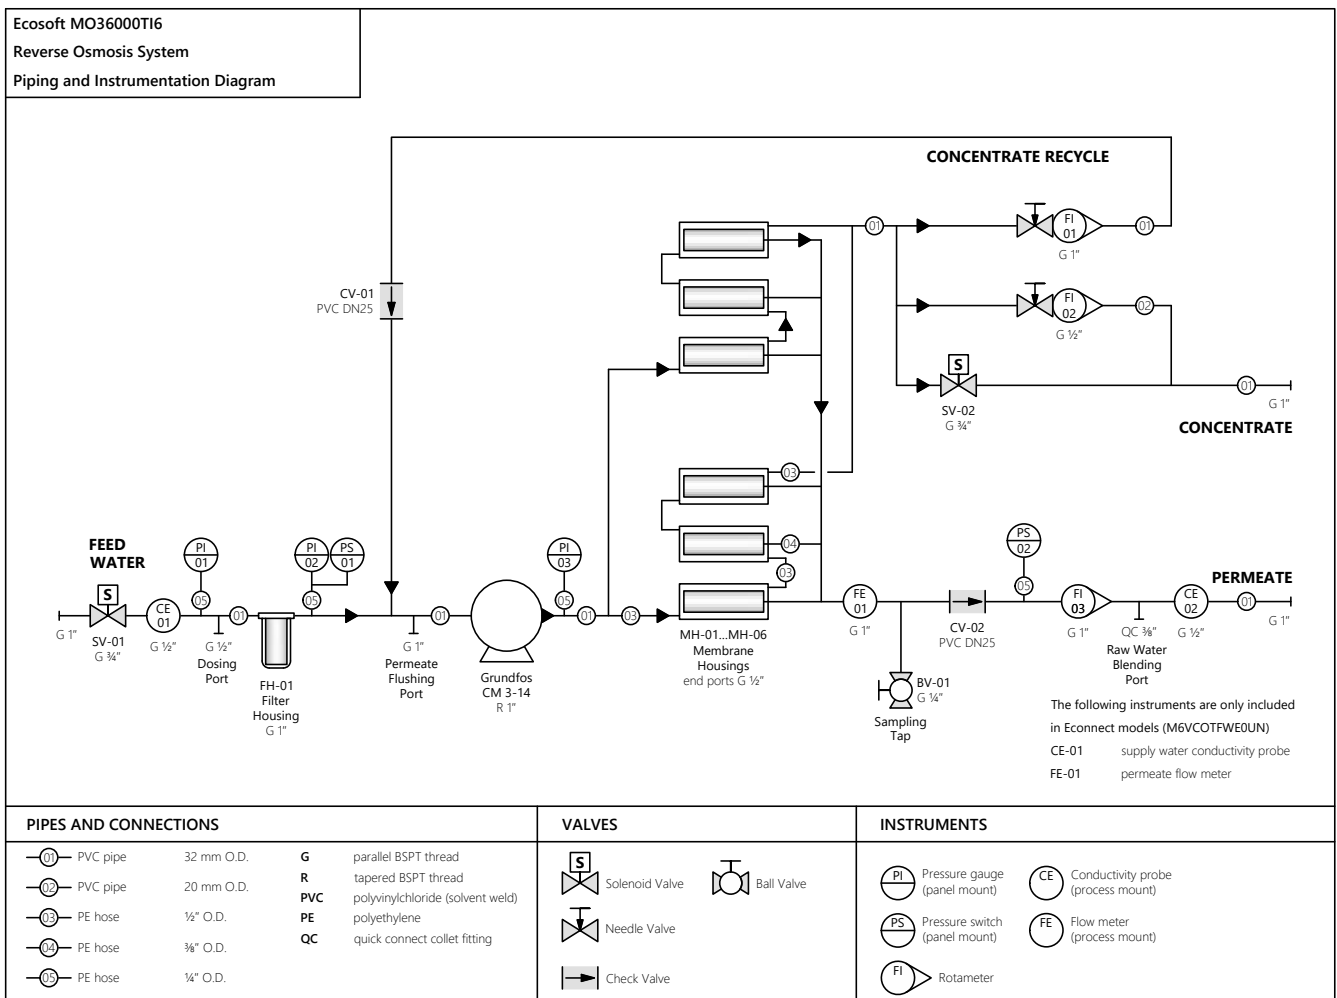 Ecosoft MO36000TI6
Reverse Osmosis System
Piping and Instrumentation Diagram
CONCENTRATE RECYCLE
01
FI
01
01
G 1"
CV-01
PVC DN25
FI
02
02
G ½"
S
SV-02
G ¾"
01
G 1"
CONCENTRATE
03
04
03
FEED
WATER
PI
01
PI
02
PS
01
PI
03
PS
02
PERMEATE
S
CE
01
05
01
05
01
05
01
03
FE
01
05
FI
03
CE
02
01
G 1"
SV-01
G ¾"
G ½"
G ½"
Dosing
Port
FH-01
Filter
Housing
G 1"
G 1"
Permeate
Flushing
Port
Grundfos
CM 3-14
R 1"
MH-01...MH-06
Membrane
Housings
end ports G ½"
G 1"
CV-02
PVC DN25
G 1"
QC ⅜"
Raw Water
Blending
Port
G ½"
G 1"
BV-01
G ¼"
Sampling
Tap
The following instruments are only included
in Econnect models (M6VCOTFWE0UN)
CE-01 supply water conductivity probe
FE-01 permeate flow meter
PIPES AND CONNECTIONS
01 PVC pipe 32 mm O.D.
02 PVC pipe 20 mm O.D.
03 PE hose ½" O.D.
04 PE hose ⅜" O.D.
05 PE hose ¼" O.D.
G parallel BSPT thread
R tapered BSPT thread
PVC polyvinylchloride (solvent weld)
PE polyethylene
QC quick connect collet fitting
VALVES
S
Solenoid Valve
Ball Valve
Needle Valve
Check Valve
INSTRUMENTS
PI
Pressure gauge
(panel mount)
CE
Conductivity probe
(process mount)
PS
Pressure switch
(panel mount)
FE
Flow meter
(process mount)
FI
Rotameter